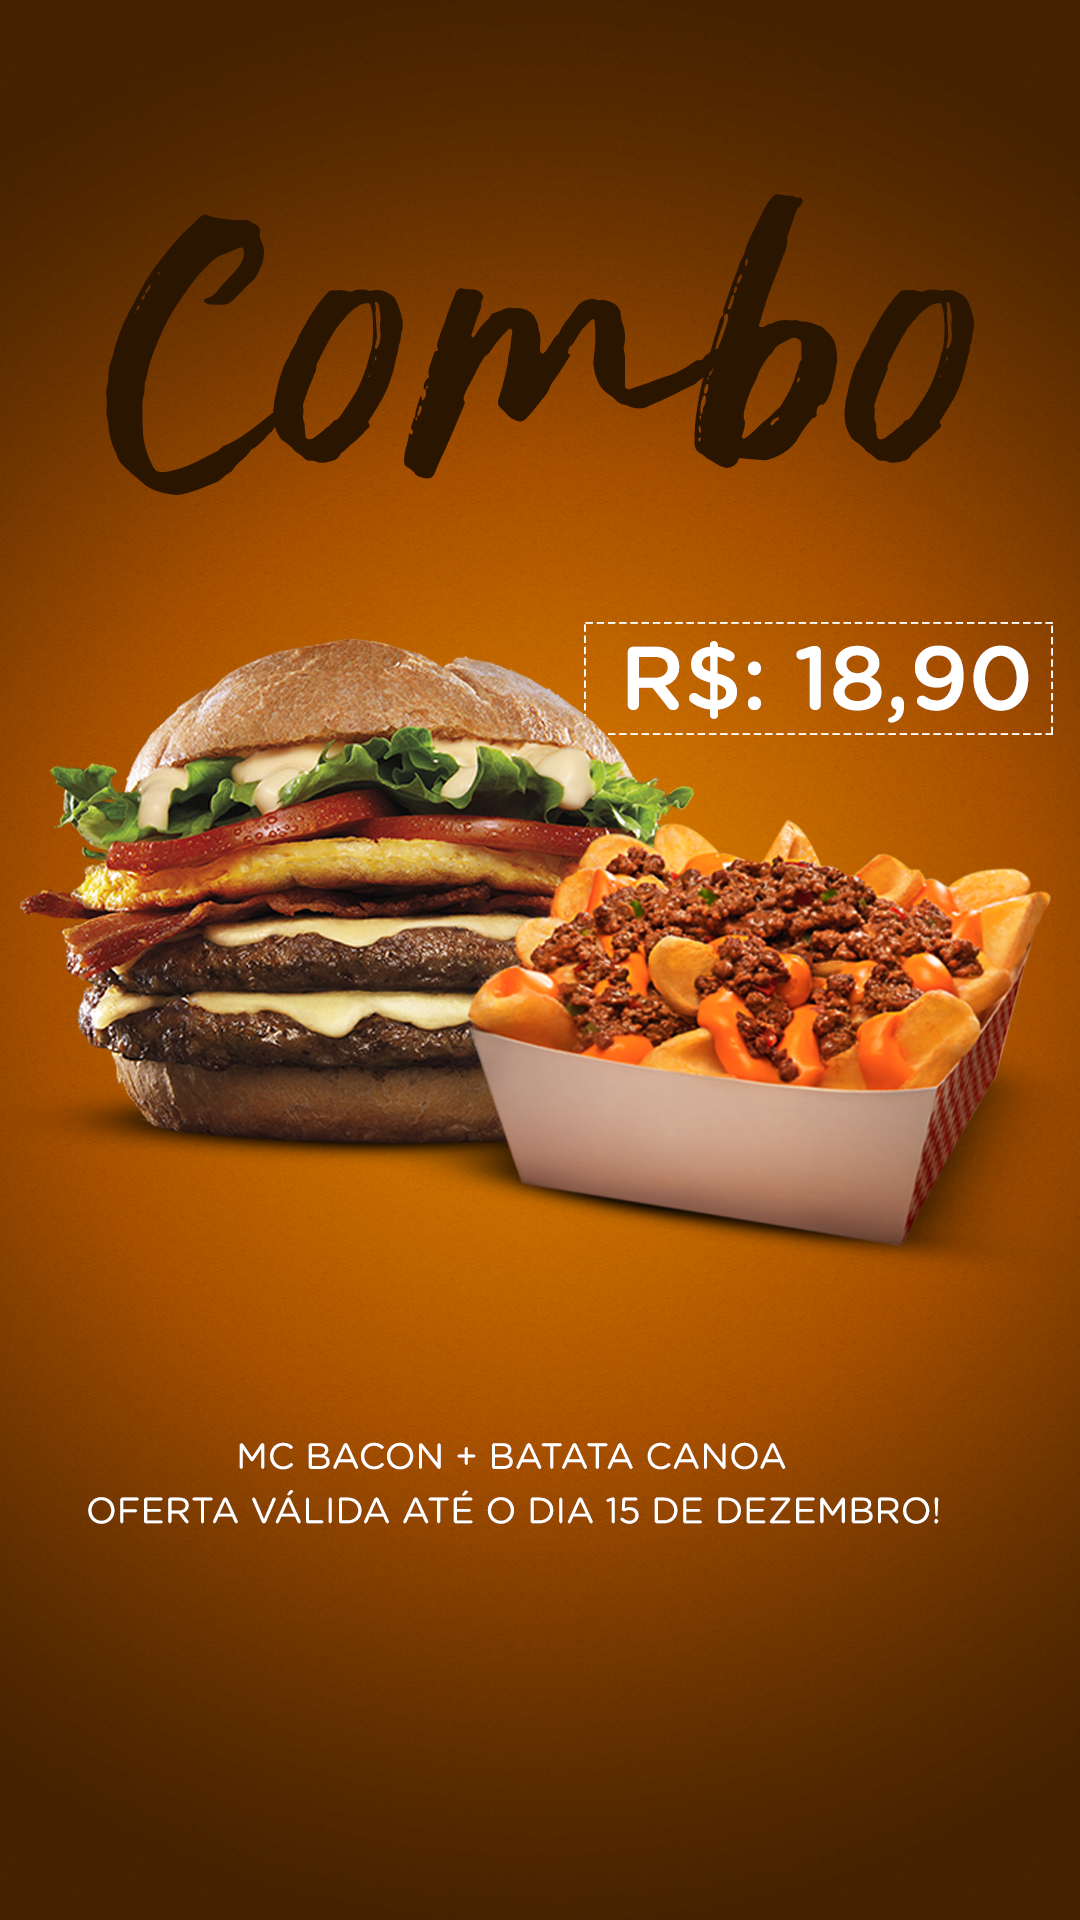 Combo
R$: 18,90
MC BACON + BATATA CANOA
OFERTA VÁLIDA ATÉ O DIA 15 DE DEZEMBRO!